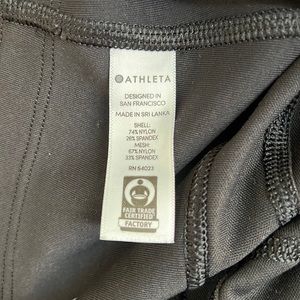 ATHLETA
DESIGNED IN
SAN FRANCISCO
MADE IN SRI LANKA
SHELL:
74% NYLON
26% SPANDEX
MESH:
67% NYLON
33% SPANDEX
RN 54023
FAIR TRADE
CERTIFIED
FACTORY